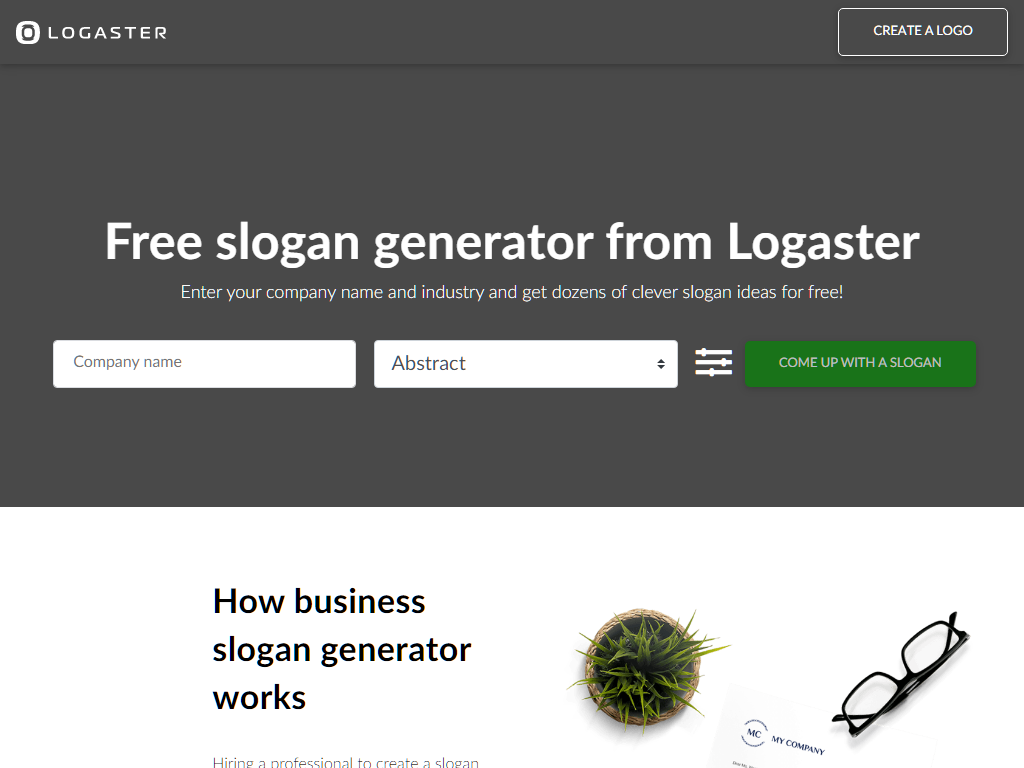 LOGASTER
CREATE A LOGO
Free slogan generator from Logaster
Enter your company name and industry and get dozens of clever slogan ideas for free!
Company name
Abstract
COME UP WITH A SLOGAN
How business
slogan generator
works
Hiring a professional to create a slogan
MC
MY COMPANY